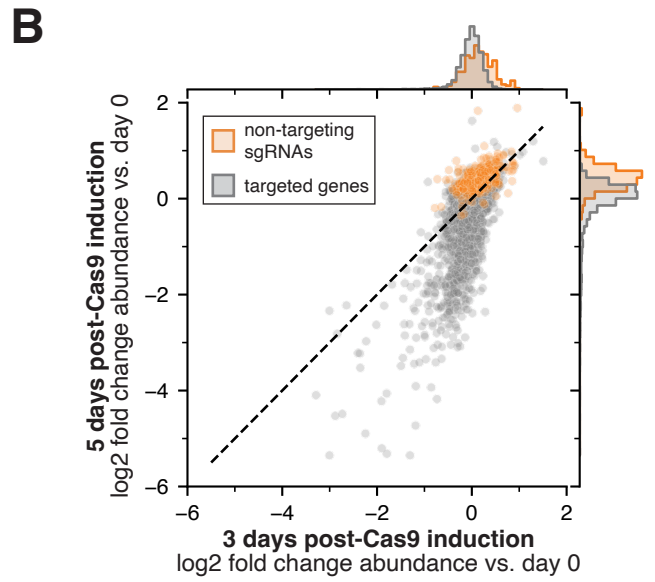 B
5 days post-Cas9 induction
log2 fold change abundance vs. day 0
2
0
−2
−4
−6
non-targeting
sgRNAs
targeted genes
−6
−4
−2
0
2
3 days post-Cas9 induction
log2 fold change abundance vs. day 0